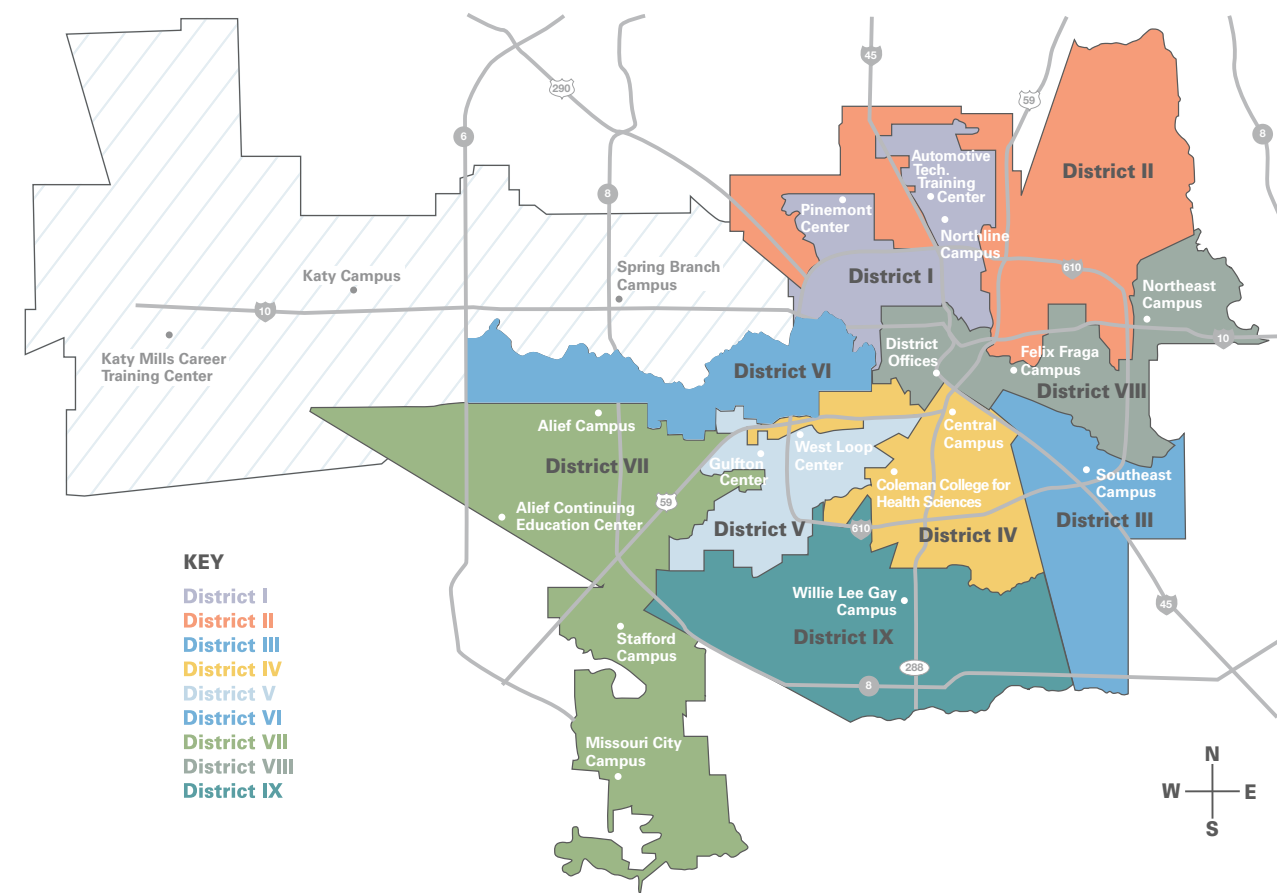 45
59
290
6
8
8
District II
Automotive
Tech.
Training
Center
Pinemont
Center
Northline
Campus
District I
610
Northeast
Campus
Katy Campus
Spring Branch
Campus
10
10
Katy Mills Career
Training Center
District
Offices
Felix Fraga
Campus
District VI
District VIII
Alief Campus
Central
Campus
West Loop
Center
District VII
Gulfton
Center
Coleman College for
Health Sciences
Southeast
Campus
59
Alief Continuing
Education Center
District V
610
District IV
District III
KEY
District I
District II
District III
District IV
District V
District VI
District VII
District VIII
District IX
Willie Lee Gay
Campus
45
Stafford
Campus
District IX
288
8
Missouri City
Campus
N
W
E
S